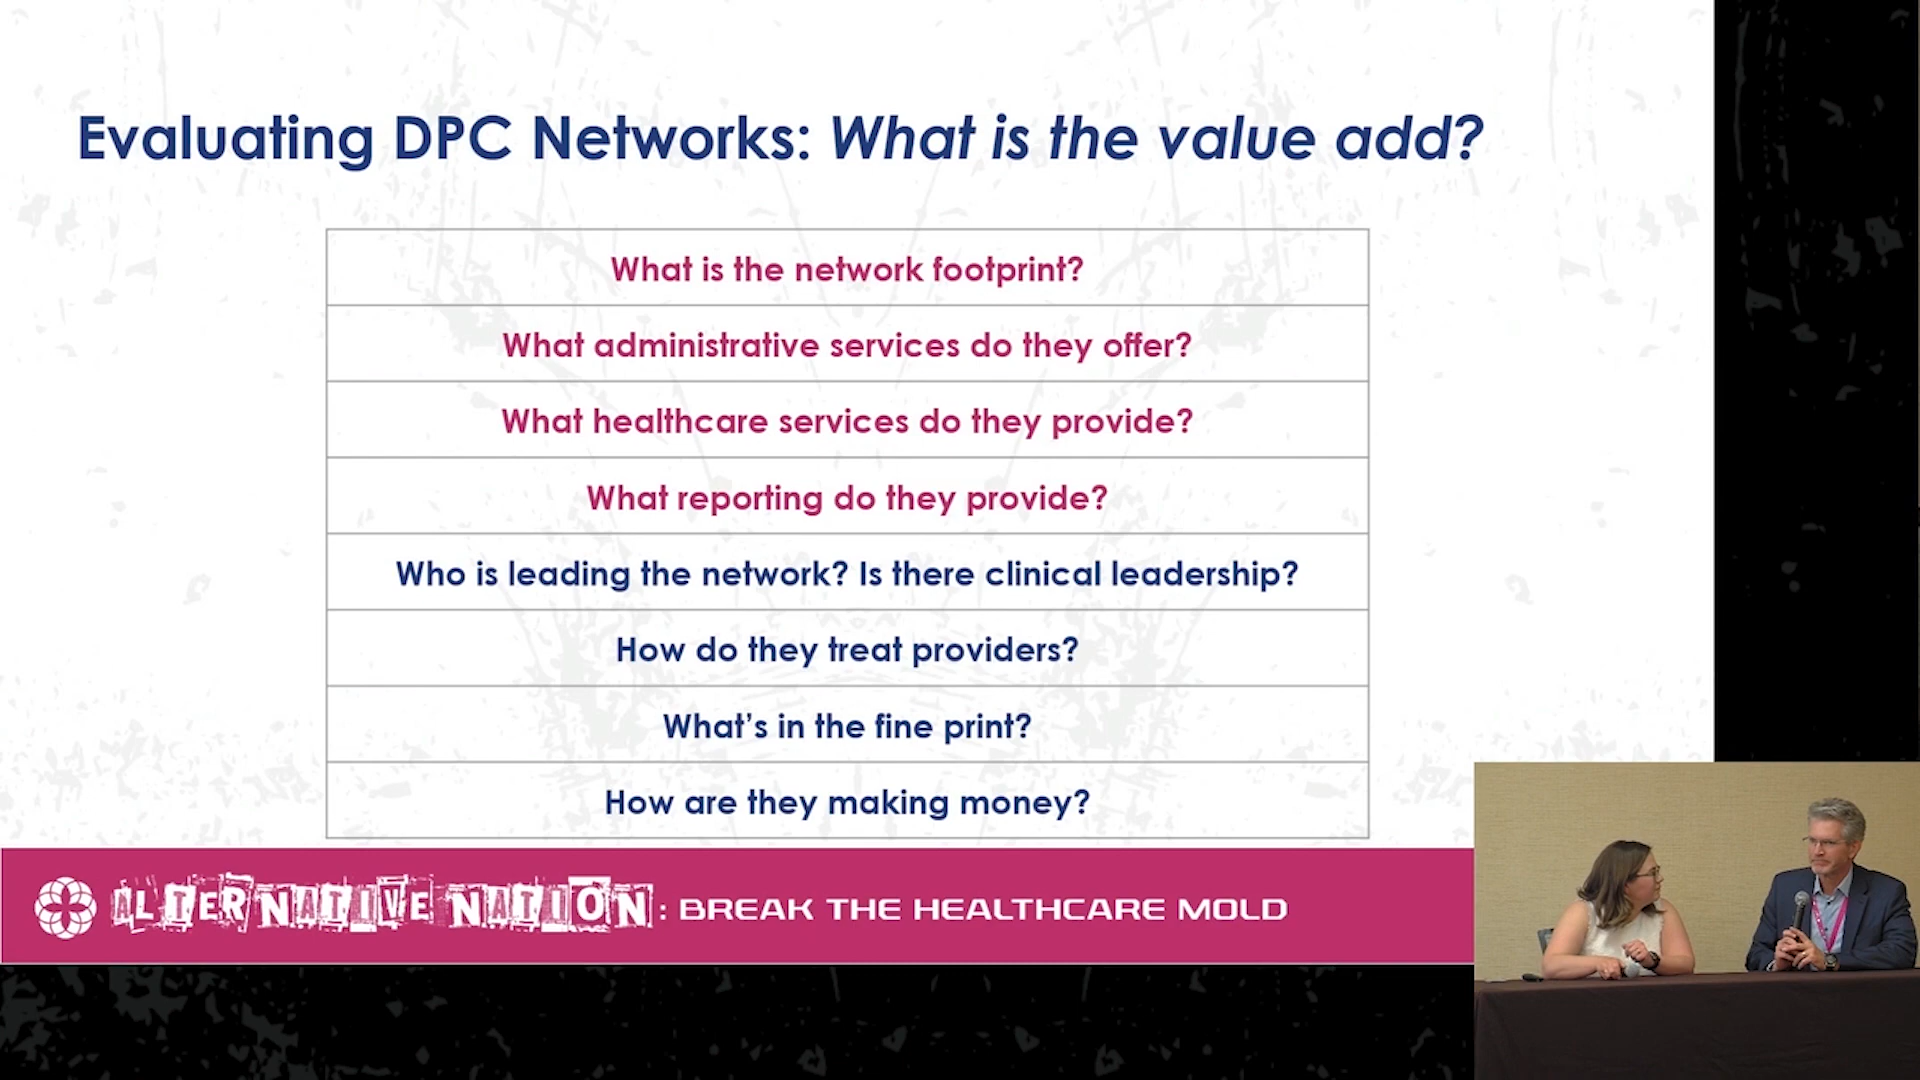 Evaluating DPC Networks: What is the value add?
What is the network footprint?
What administrative services do they offer?
What healthcare services do they provide?
What reporting do they provide?
Who is leading the network? Is there clinical leadership?
How do they treat providers?
What's in the fine print?
How are they making money?
ALTERNATIVE NATION: BREAK THE HEALTHCARE MOLD